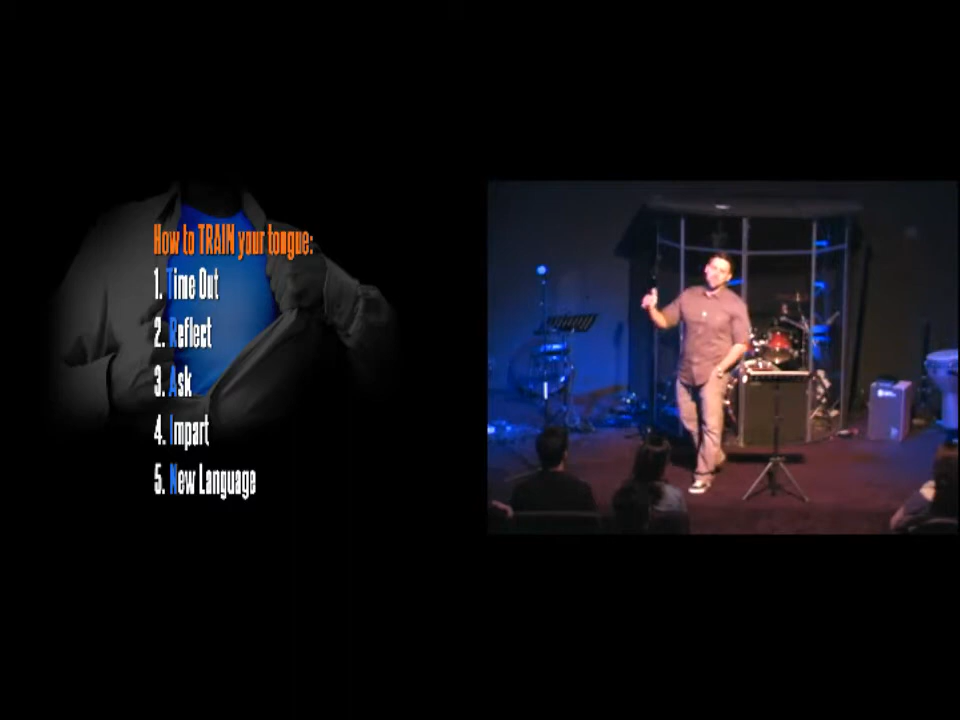 How to TRAIN your tongue:
1. Time Out
2. Reflect
3. Ask
4. Impart
5. New Language